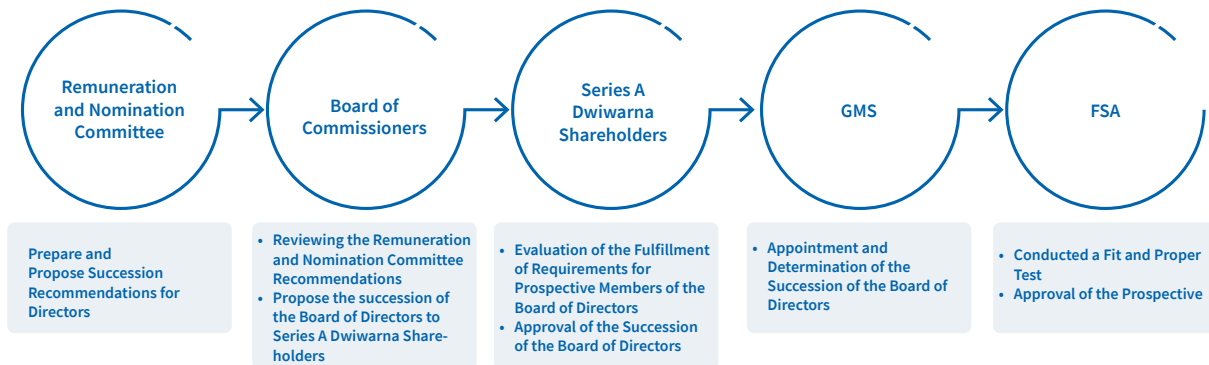 Remuneration
and Nomination
Committee
Board of
Commissioners
Series A
Dwiwarna
Shareholders
GMS
FSA
Prepare and
Propose Succession
Recommendations for
Directors
• Reviewing the Remuneration
and Nomination Committee
Recommendations
• Propose the succession of
the Board of Directors to
Series A Dwiwarna Share-
holders
• Evaluation of the Fulfillment
of Requirements for
Prospective Members of the
Board of Directors
• Approval of the Succession
of the Board of Directors
• Appointment and
Determination of the
Succession of the Board of
Directors
• Conducted a Fit and Proper
Test
• Approval of the Prospective